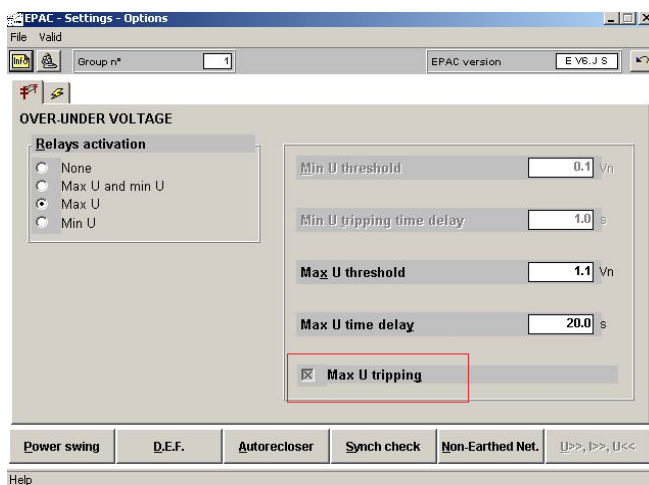 EPAC - Settings - Options
File Valid
Info Group n° 1 EPAC version E V6.J S
OVER-UNDER VOLTAGE
Relays activation
None
Max U and min U
Max U
Min U
Min U threshold 0.1 Vn
Min U tripping time delay 1.0 s
Max U threshold 1.1 Vn
Max U time delay 20.0 s
Max U tripping
Power swing D.E.F. Autorecloser Synch check Non-Earthed Net. U>>, I>>, U<<
Help